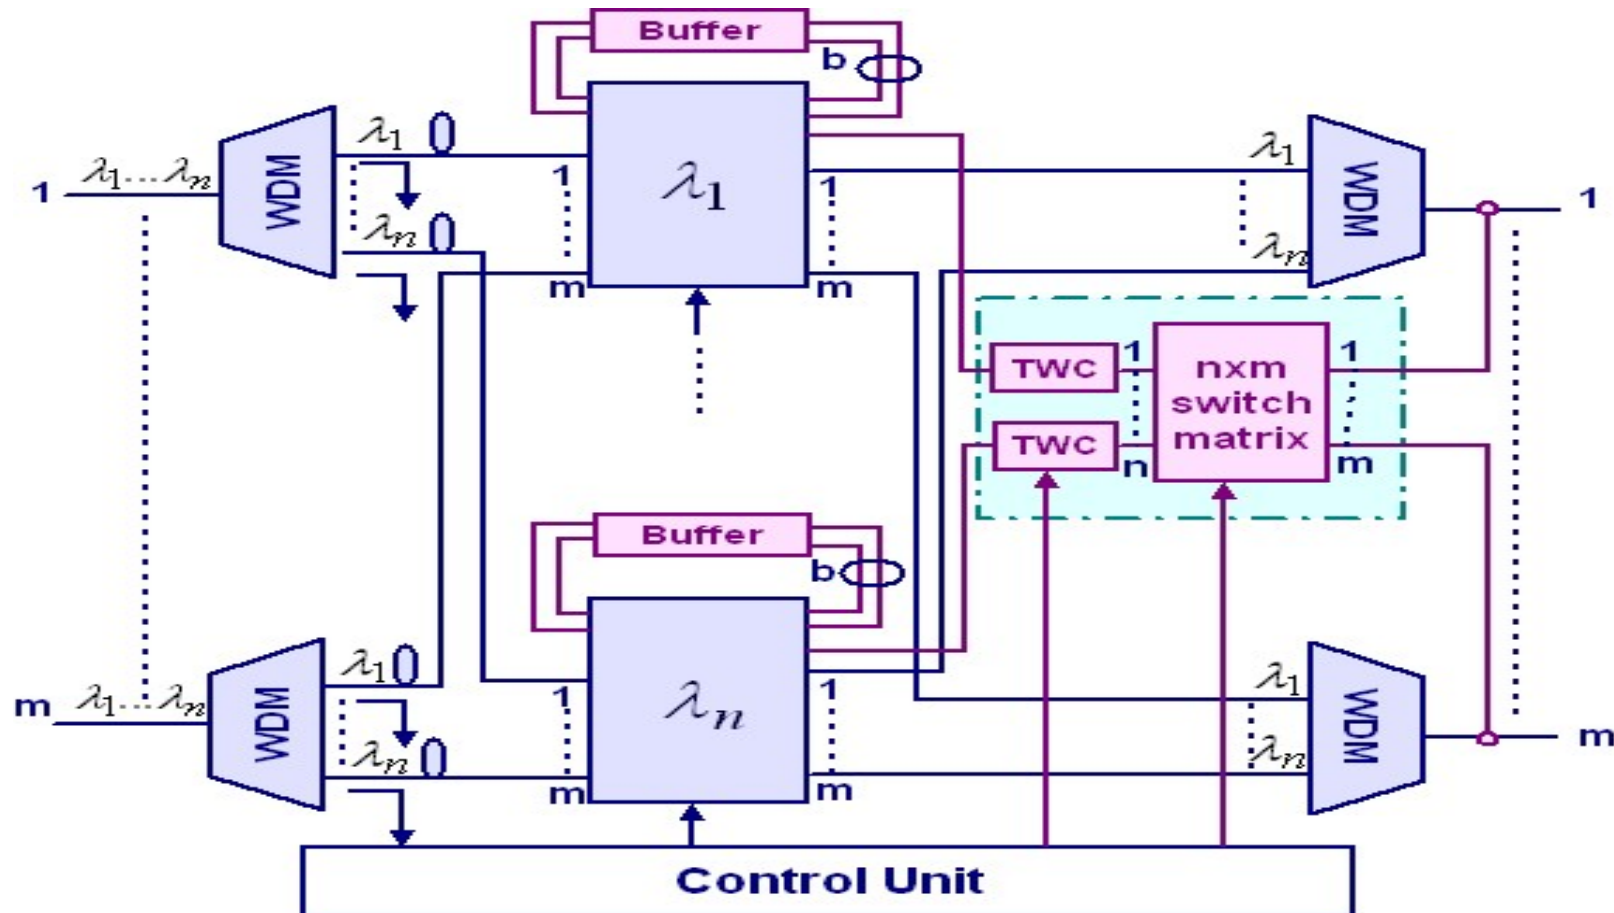 Buffer
b
λ1
λ1....λn
1
WDM
λn
1
m
λ1
1
m
λ1
λn
WDM
1
TWC
TWC
1
n
nxm
switch
matrix
1
m
Buffer
b
m
λ1...λn
WDM
λ1
λn
1
m
λn
1
m
λ1
λn
WDM
m
Control Unit